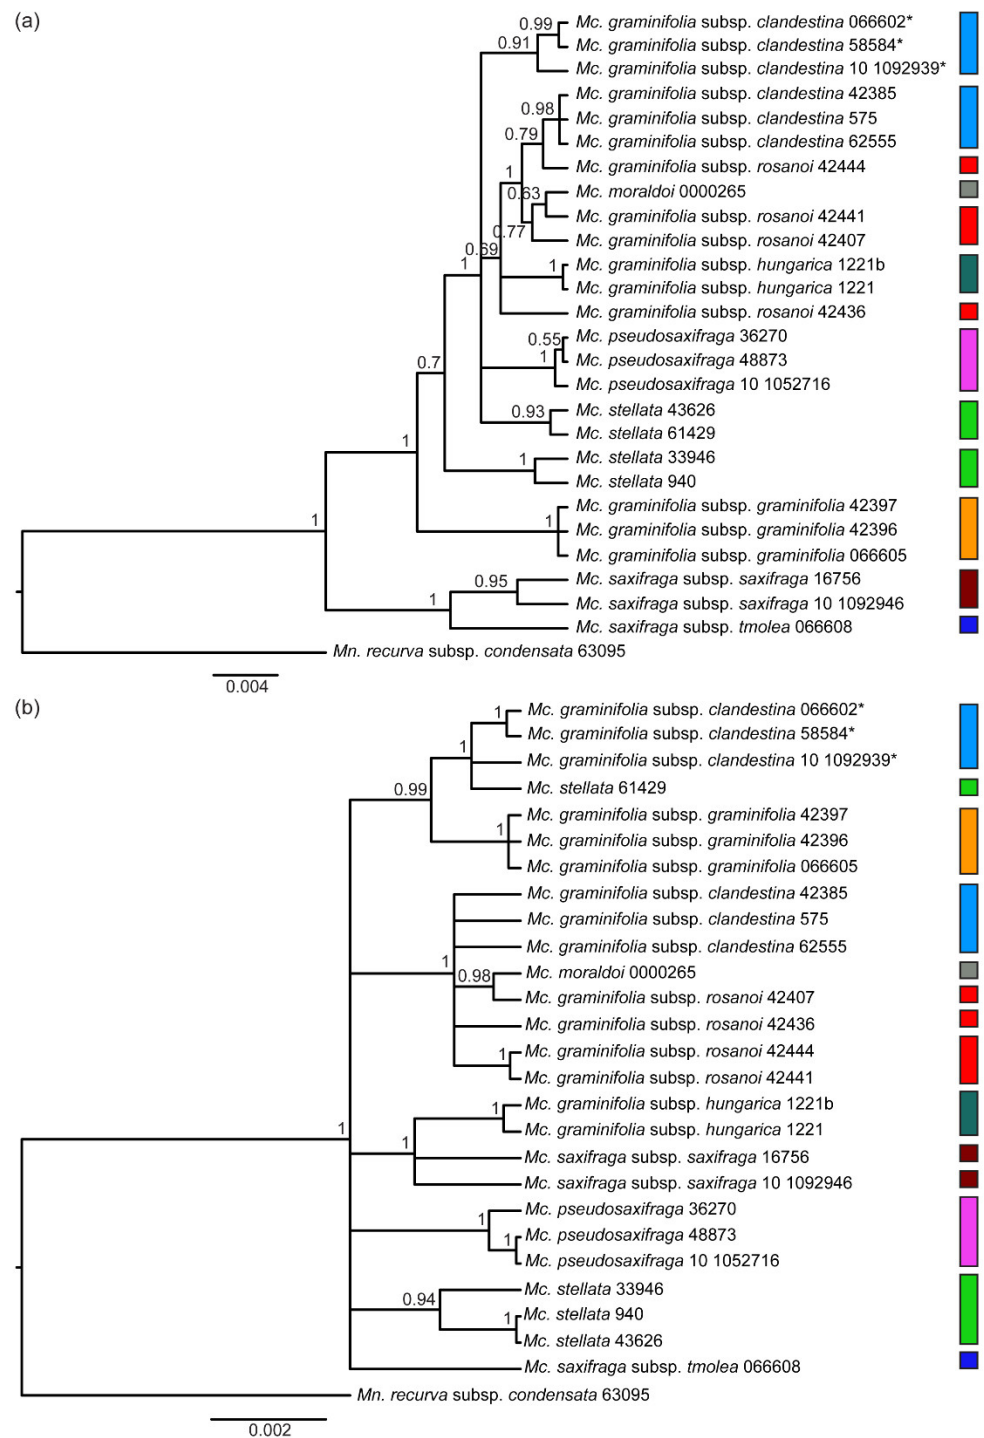 (a)
0.99
Mc. graminifolia subsp. clandestina 066602*
0.91
Mc. graminifolia subsp. clandestina 58584*
Mc. graminifolia subsp. clandestina 10 1092939*
Mc. graminifolia subsp. clandestina 42385
0.98
Mc. graminifolia subsp. clandestina 575
0.79
Mc. graminifolia subsp. clandestina 62555
Mc. graminifolia subsp. rosanoi 42444
1
0.63
Mc. moraldoi 0000265
Mc. graminifolia subsp. rosanoi 42441
0.77
Mc. graminifolia subsp. rosanoi 42407
0.69
1
1
Mc. graminifolia subsp. hungarica 1221b
Mc. graminifolia subsp. hungarica 1221
Mc. graminifolia subsp. rosanoi 42436
0.55
Mc. pseudosaxifraga 36270
0.7
1
Mc. pseudosaxifraga 48873
Mc. pseudosaxifraga 10 1052716
0.93
Mc. stellata 43626
Mc. stellata 61429
1
1
Mc. stellata 33946
Mc. stellata 940
Mc. graminifolia subsp. graminifolia 42397
1
1
Mc. graminifolia subsp. graminifolia 42396
Mc. graminifolia subsp. graminifolia 066605
0.95
Mc. saxifraga subsp. saxifraga 16756
1
Mc. saxifraga subsp. saxifraga 10 1092946
Mc. saxifraga subsp. tmolea 066608
Mn. recurva subsp. condensata 63095
0.004
(b)
1
Mc. graminifolia subsp. clandestina 066602*
1
Mc. graminifolia subsp. clandestina 58584*
Mc. graminifolia subsp. clandestina 10 1092939*
0.99
Mc. stellata 61429
Mc. graminifolia subsp. graminifolia 42397
1
Mc. graminifolia subsp. graminifolia 42396
Mc. graminifolia subsp. graminifolia 066605
Mc. graminifolia subsp. clandestina 42385
Mc. graminifolia subsp. clandestina 575
Mc. graminifolia subsp. clandestina 62555
1
0.98
Mc. moraldoi 0000265
Mc. graminifolia subsp. rosanoi 42407
Mc. graminifolia subsp. rosanoi 42436
1
Mc. graminifolia subsp. rosanoi 42444
Mc. graminifolia subsp. rosanoi 42441
1
Mc. graminifolia subsp. hungarica 1221b
1
1
Mc. graminifolia subsp. hungarica 1221
Mc. saxifraga subsp. saxifraga 16756
Mc. saxifraga subsp. saxifraga 10 1092946
1
Mc. pseudosaxifraga 36270
1
Mc. pseudosaxifraga 48873
Mc. pseudosaxifraga 10 1052716
0.94
Mc. stellata 33946
1
Mc. stellata 940
Mc. stellata 43626
Mc. saxifraga subsp. tmolea 066608
Mn. recurva subsp. condensata 63095
0.002